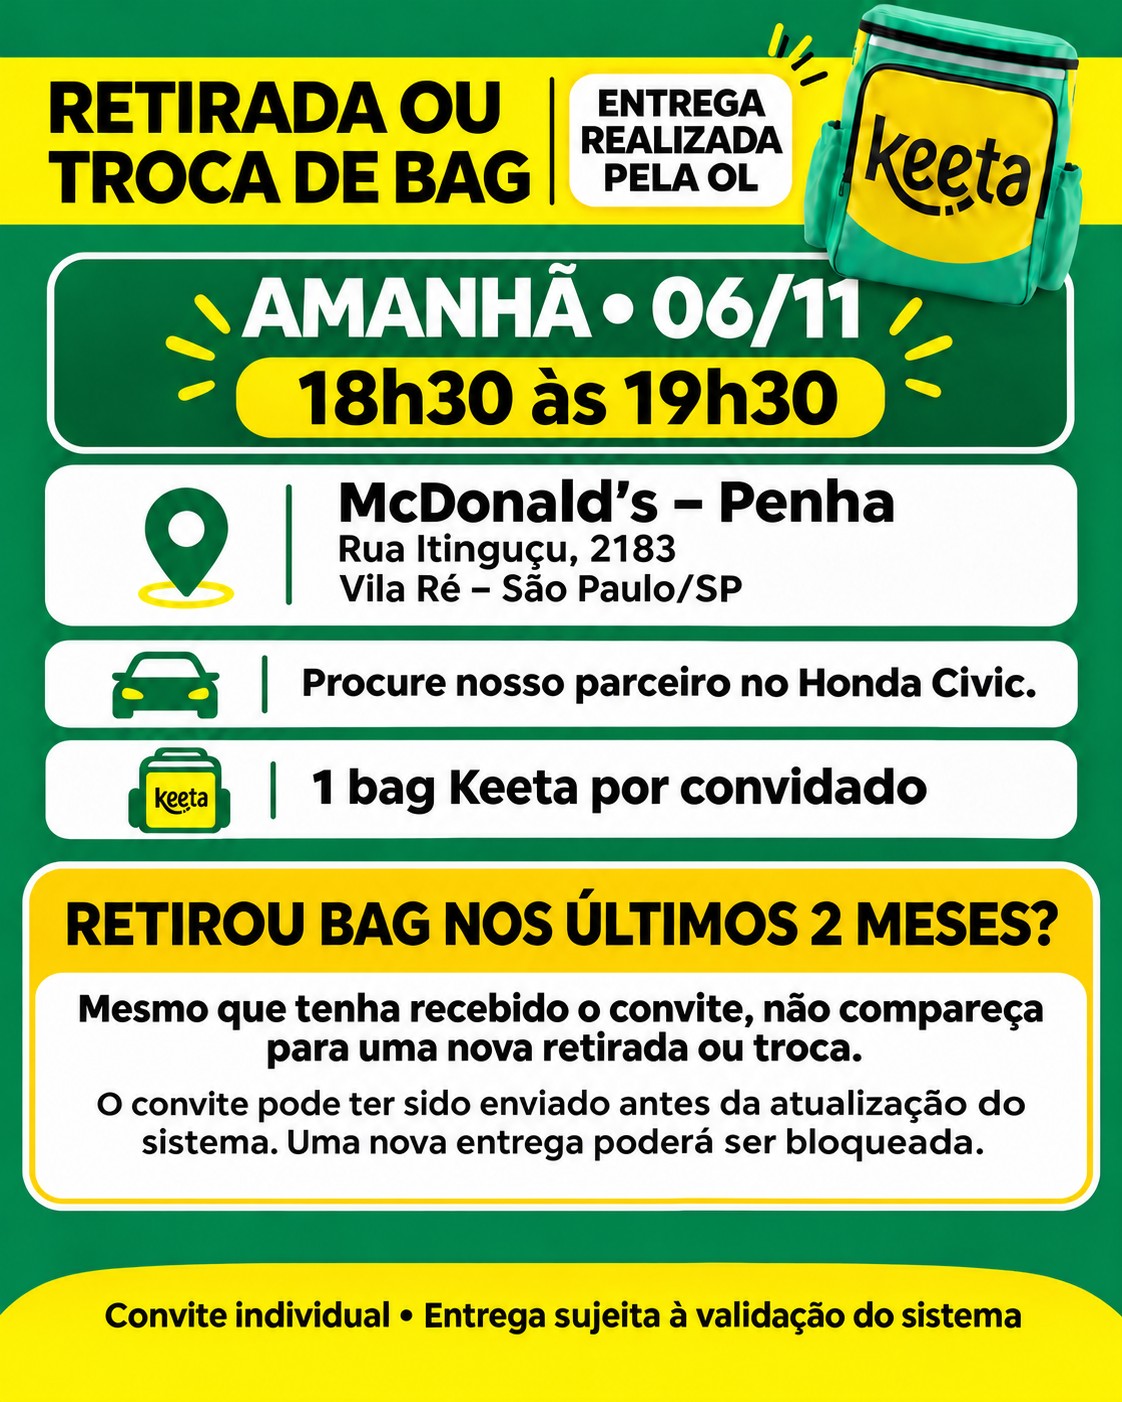 RETIRADA OU
TROCA DE BAG
ENTREGA
REALIZADA
PELA OL
keeta
AMANHÃ • 06/11
18h30 às 19h30
McDonald’s – Penha
Rua Itinguçu, 2183
Vila Ré – São Paulo/SP
Procure nosso parceiro no Honda Civic.
keeta
1 bag Keeta por convidado
RETIROU BAG NOS ÚLTIMOS 2 MESES?
Mesmo que tenha recebido o convite, não compareça
para uma nova retirada ou troca.
O convite pode ter sido enviado antes da atualização do
sistema. Uma nova entrega poderá ser bloqueada.
Convite individual • Entrega sujeita à validação do sistema